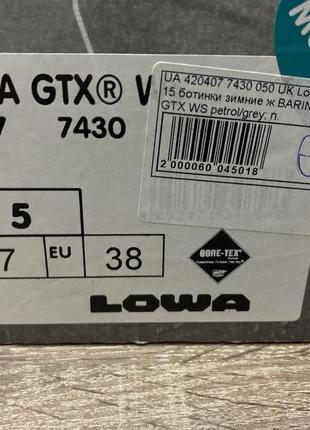 A GTX® W
7 7430
5
7 EU 38
LOWA
GORE-TEX®
UA 420407 7430 050 UK Lo
15 ботинки зимние ж BARIN
GTX WS petrol/grey; п.
2 000060 045018